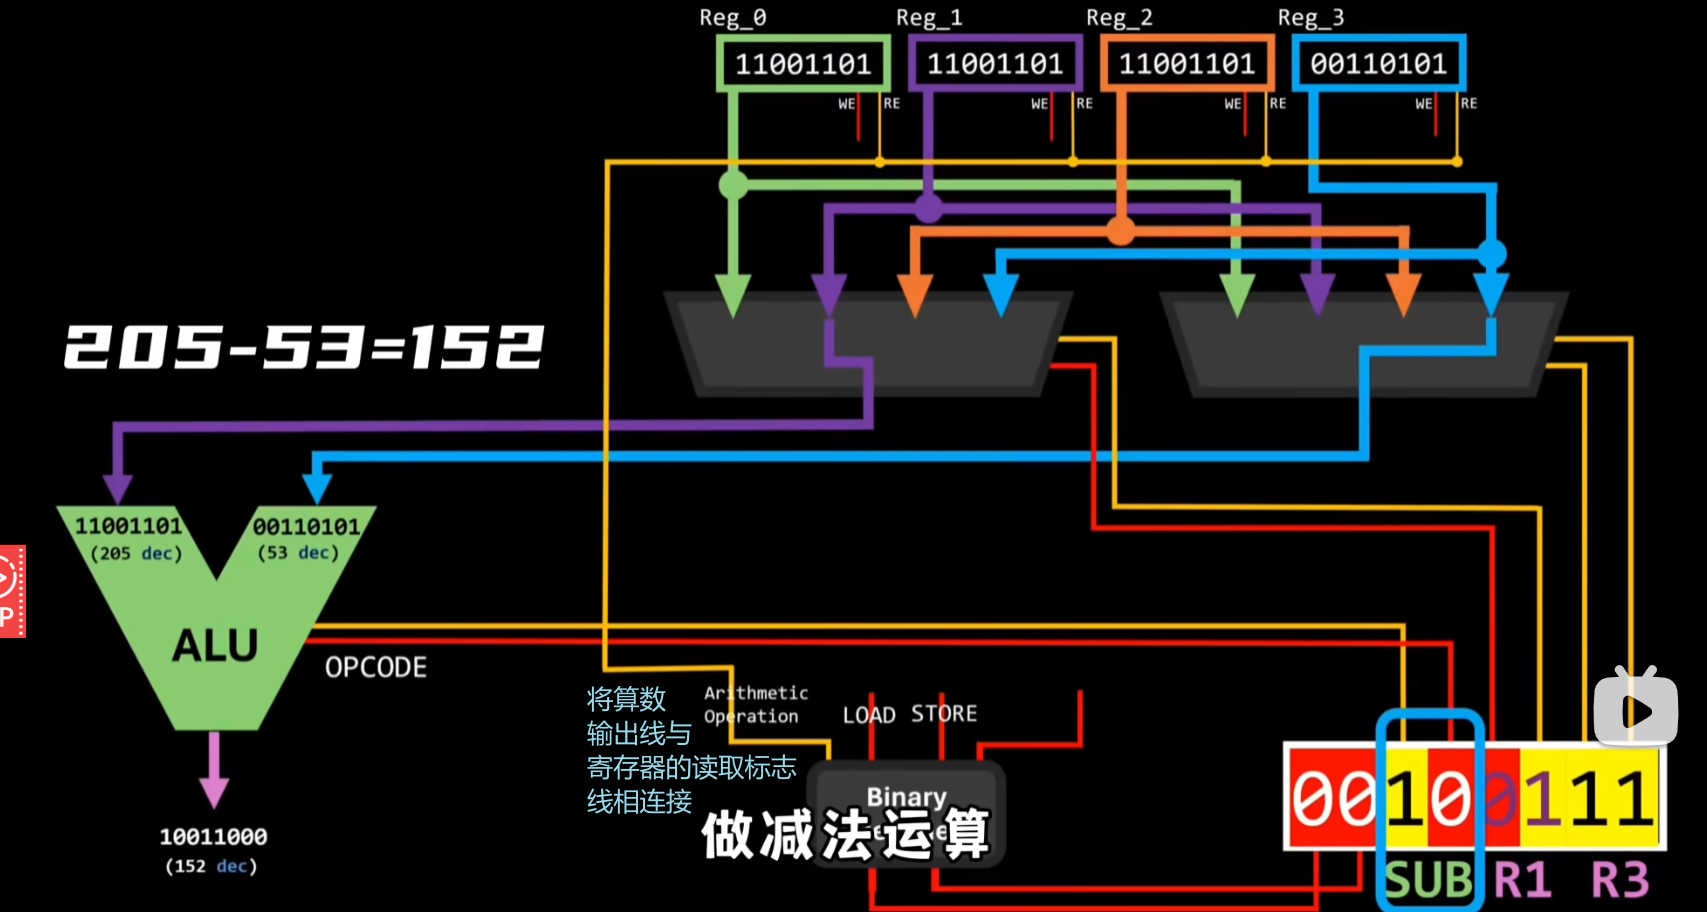 Reg_0 Reg_1 Reg_2 Reg_3
11001101 11001101 11001101 00110101
WE RE WE RE WE RE WE RE
205-53=152
11001101 00110101
(205 dec) (53 dec)
ALU
OPCODE
10011000
(152 dec)
将算数
输出线与
寄存器的读取标志
线相连接
Arithmetic
Operation
LOAD STORE
Binary
做减法运算
00100111
SUB R1 R3
P